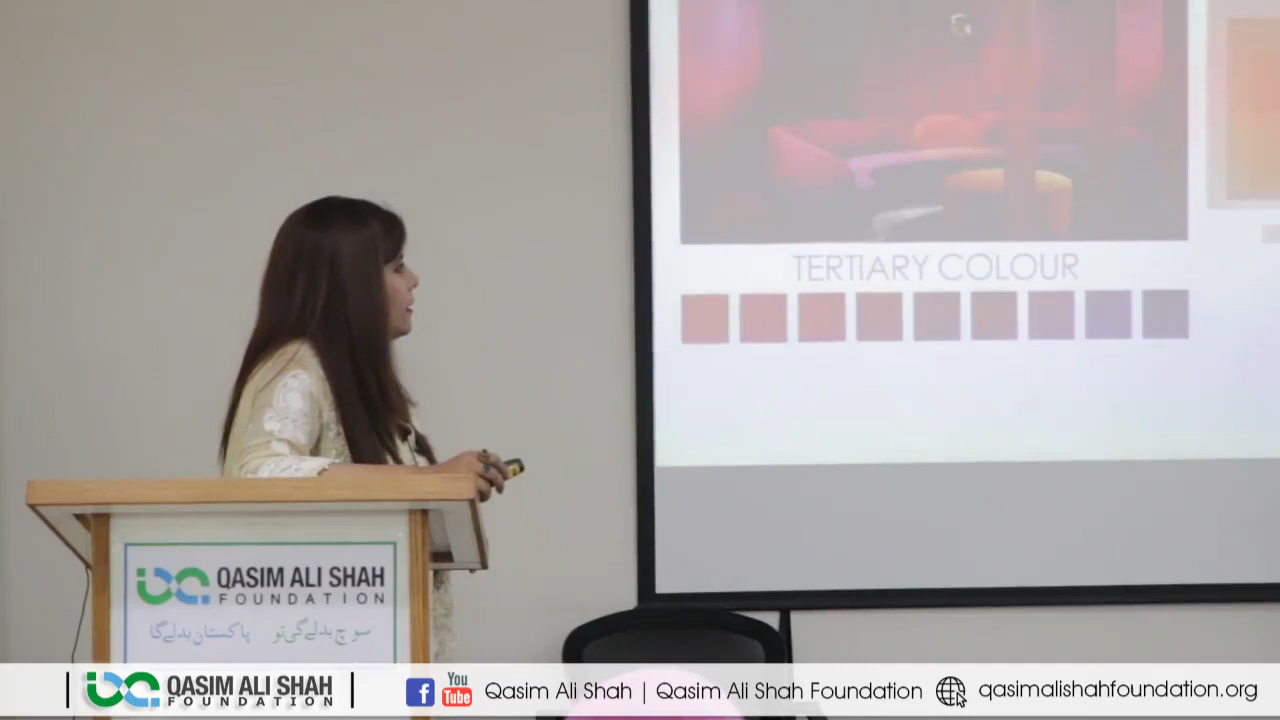 TERTIARY COLOUR
QASIM ALI SHAH
FOUNDATION
سوچ بدلے گی تو پاکستان بدلے گا
QASIM ALI SHAH
FOUNDATION
You
Tube
Qasim Ali Shah | Qasim Ali Shah Foundation
qasimalishahfoundation.org